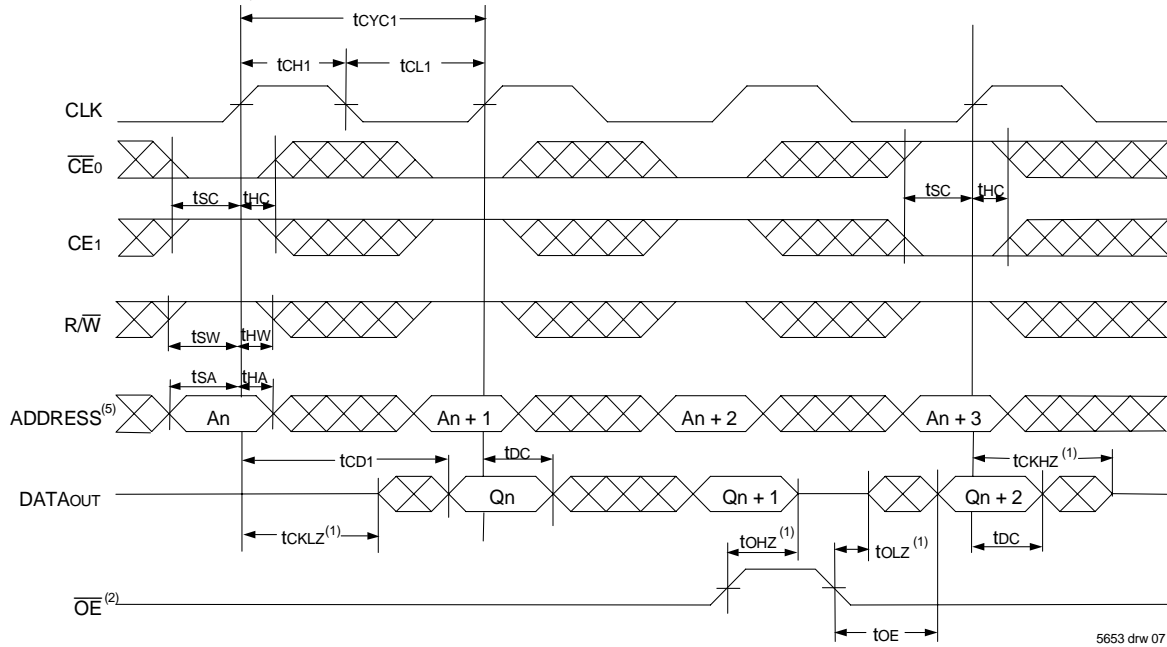 tCYC1
tCH1 tCL1
CLK
CE0
tSC tHC tSC tHC
CE1
R/W
tSW tHW
tSA tHA
ADDRESS(5) An An + 1 An + 2 An + 3
tCD1 tDC tCKHZ(1)
DATAOUT Qn Qn + 1 Qn + 2
tCKLZ(1) tOHZ(1) tOLZ(1) tDC
OE(2)
tOE
5653 drw 07